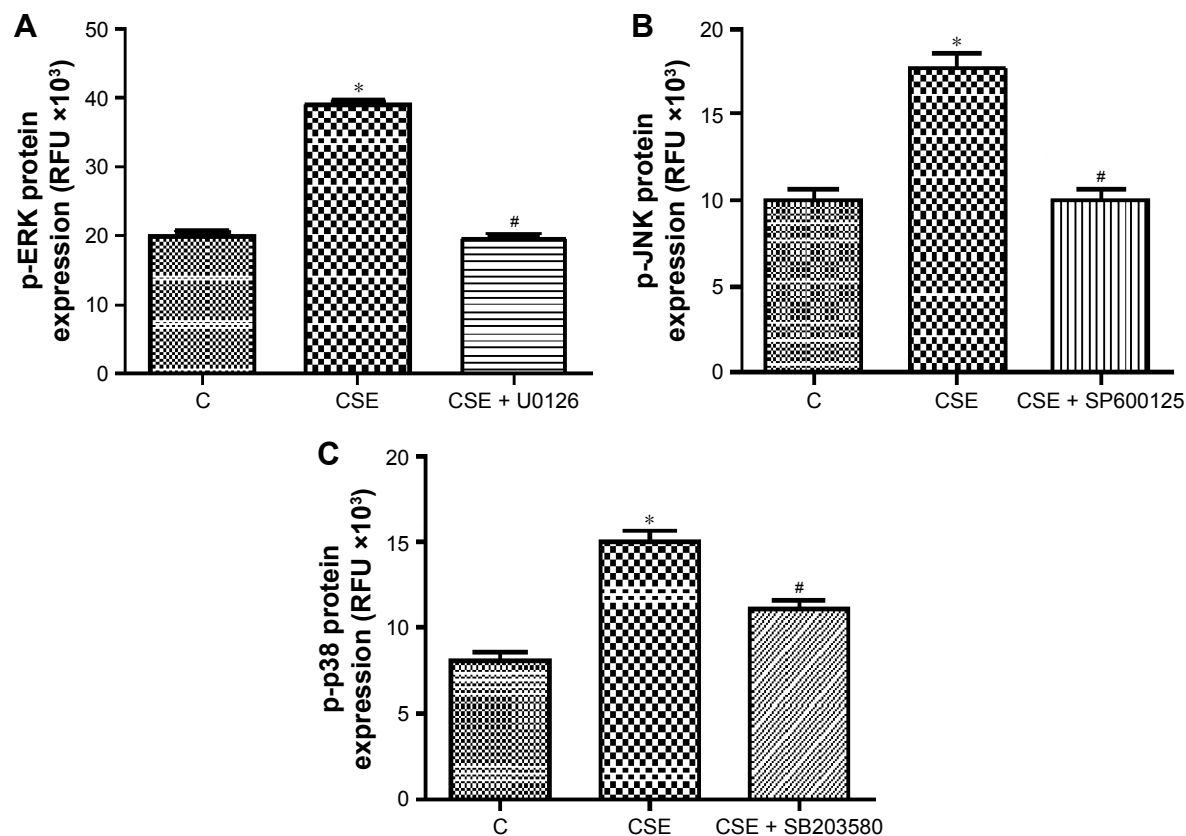 A
p-ERK protein
expression (RFU ×10³)
50
40
30
20
10
0
*
#
C
CSE
CSE + U0126
B
p-JNK protein
expression (RFU ×10³)
20
15
10
5
0
*
#
C
CSE
CSE + SP600125
C
p-p38 protein
expression (RFU ×10³)
20
15
10
5
0
*
#
C
CSE
CSE + SB203580